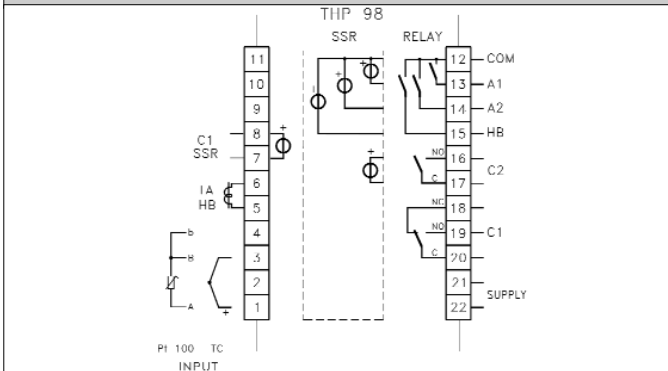 THP 98
SSR RELAY
11 12 COM
10 13 A1
9 14 A2
C1 8 + 15 HB
SSR 7 NO 16
C2
IA 6 C 17
HB 5 NC 18
b 4 NO 19 C1
B 3 C 20
2 21
SUPPLY
A + 1 22
Pt 100 TC
INPUT